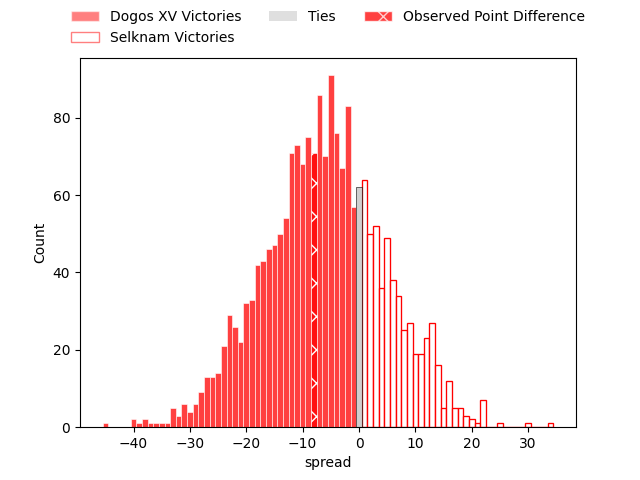 Dogos XV Victories
Ties
Observed Point Difference
Selknam Victories
Count
80
60
40
20
0
−40
−30
−20
−10
0
10
20
30
spread